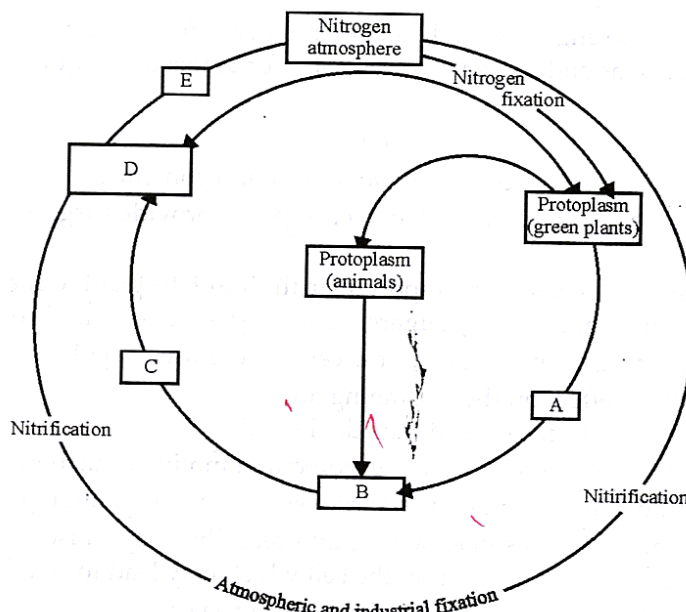 Nitrogen
atmosphere
E
Nitrogen
fixation
D
Protoplasm
(green plants)
Protoplasm
(animals)
C
A
Nitrification
B
Nitirification
Atmospheric and industrial fixation